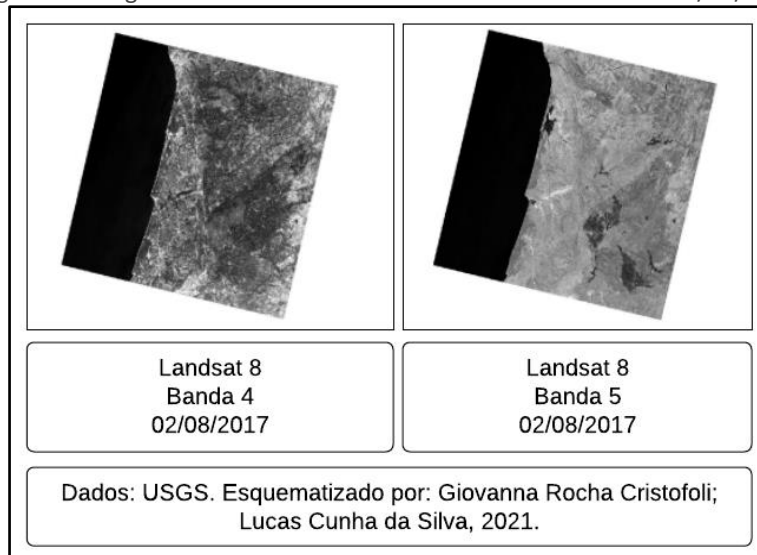 Landsat 8
Banda 4
02/08/2017
Landsat 8
Banda 5
02/08/2017
Dados: USGS. Esquematizado por: Giovanna Rocha Cristofoli;
Lucas Cunha da Silva, 2021.